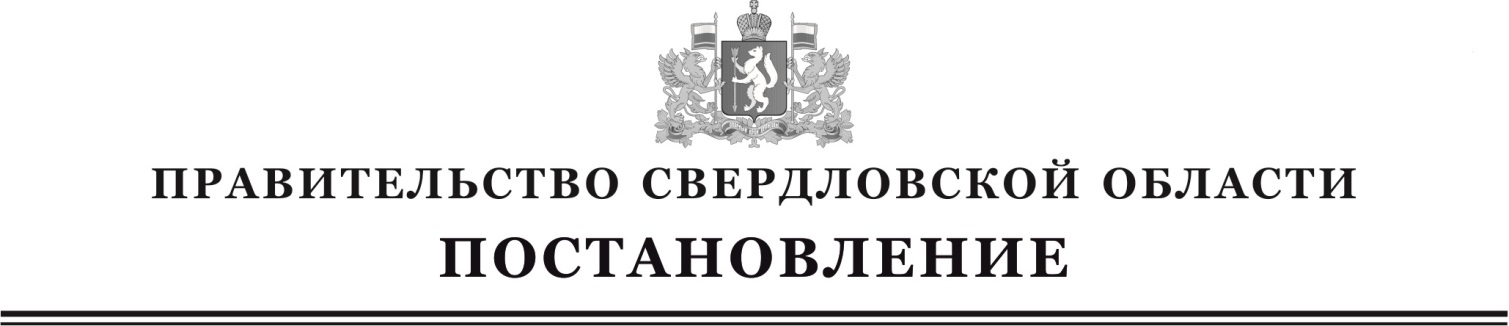 ПРАВИТЕЛЬСТВО СВЕРДЛОВСКОЙ ОБЛАСТИ
ПОСТАНОВЛЕНИЕ